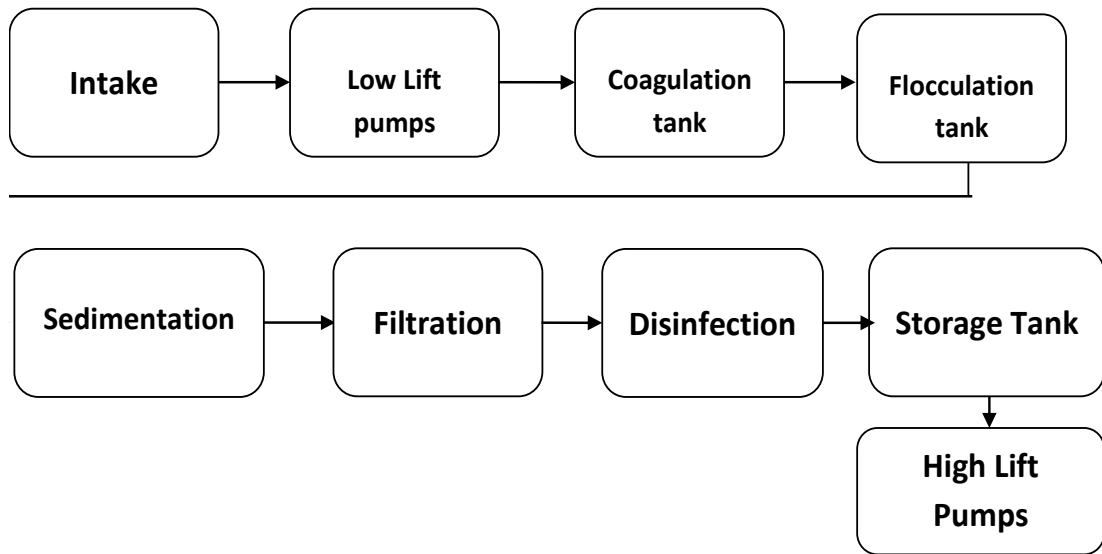 Intake
Low Lift
pumps
Coagulation
tank
Flocculation
tank
Sedimentation
Filtration
Disinfection
Storage Tank
High Lift
Pumps